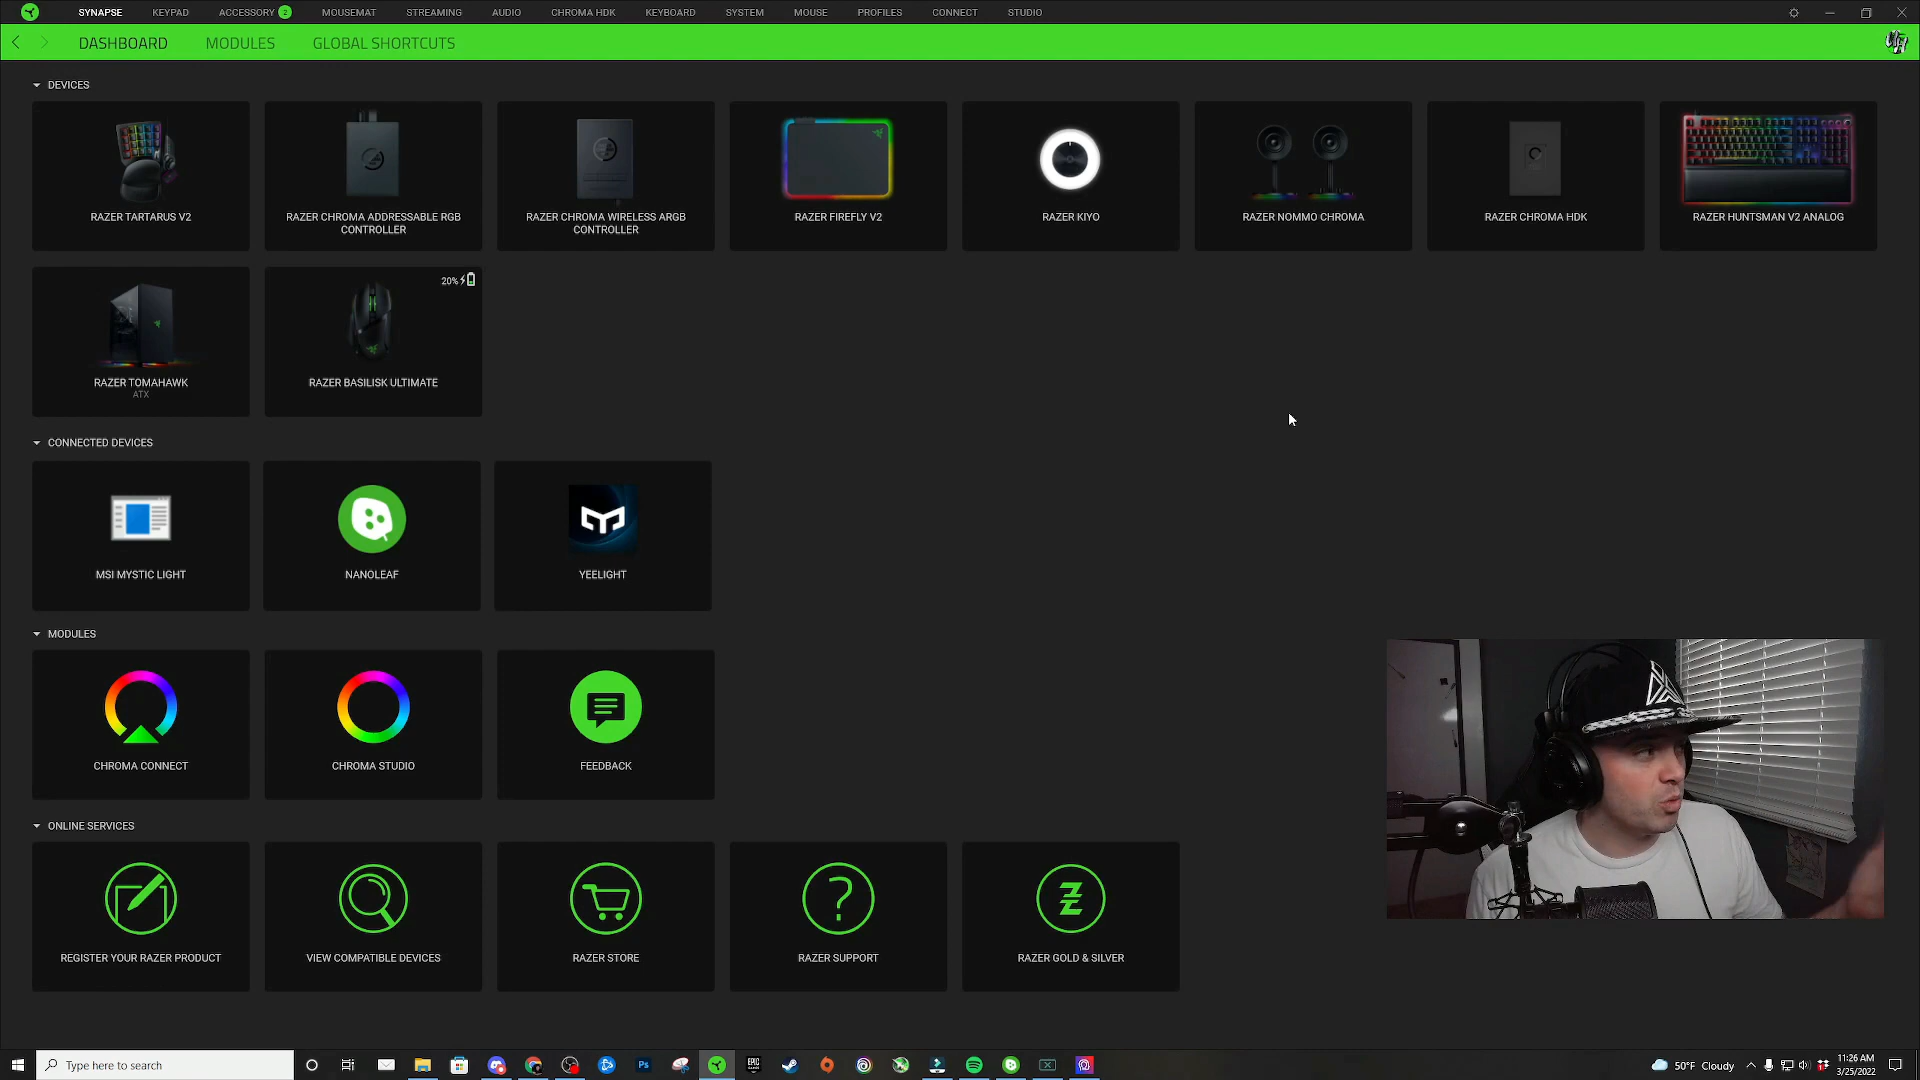 SYNAPSE KEYPAD ACCESSORY 2 MOUSEMAT STREAMING AUDIO CHROMA HDK KEYBOARD SYSTEM MOUSE PROFILES CONNECT STUDIO
DASHBOARD MODULES GLOBAL SHORTCUTS
DEVICES
RAZER TARTARUS V2
RAZER CHROMA ADDRESSABLE RGB
CONTROLLER
RAZER CHROMA WIRELESS ARGB
CONTROLLER
RAZER FIREFLY V2
RAZER KIYO
RAZER NOMMO CHROMA
RAZER CHROMA HDK
RAZER HUNTSMAN V2 ANALOG
RAZER TOMAHAWK
ATX
20%
RAZER BASILISK ULTIMATE
CONNECTED DEVICES
MSI MYSTIC LIGHT
NANOLEAF
YEELIGHT
MODULES
CHROMA CONNECT
CHROMA STUDIO
FEEDBACK
ONLINE SERVICES
REGISTER YOUR RAZER PRODUCT
VIEW COMPATIBLE DEVICES
RAZER STORE
RAZER SUPPORT
RAZER GOLD & SILVER
Type here to search
Ps
EPIC
50°F Cloudy
11:26 AM
3/25/2022